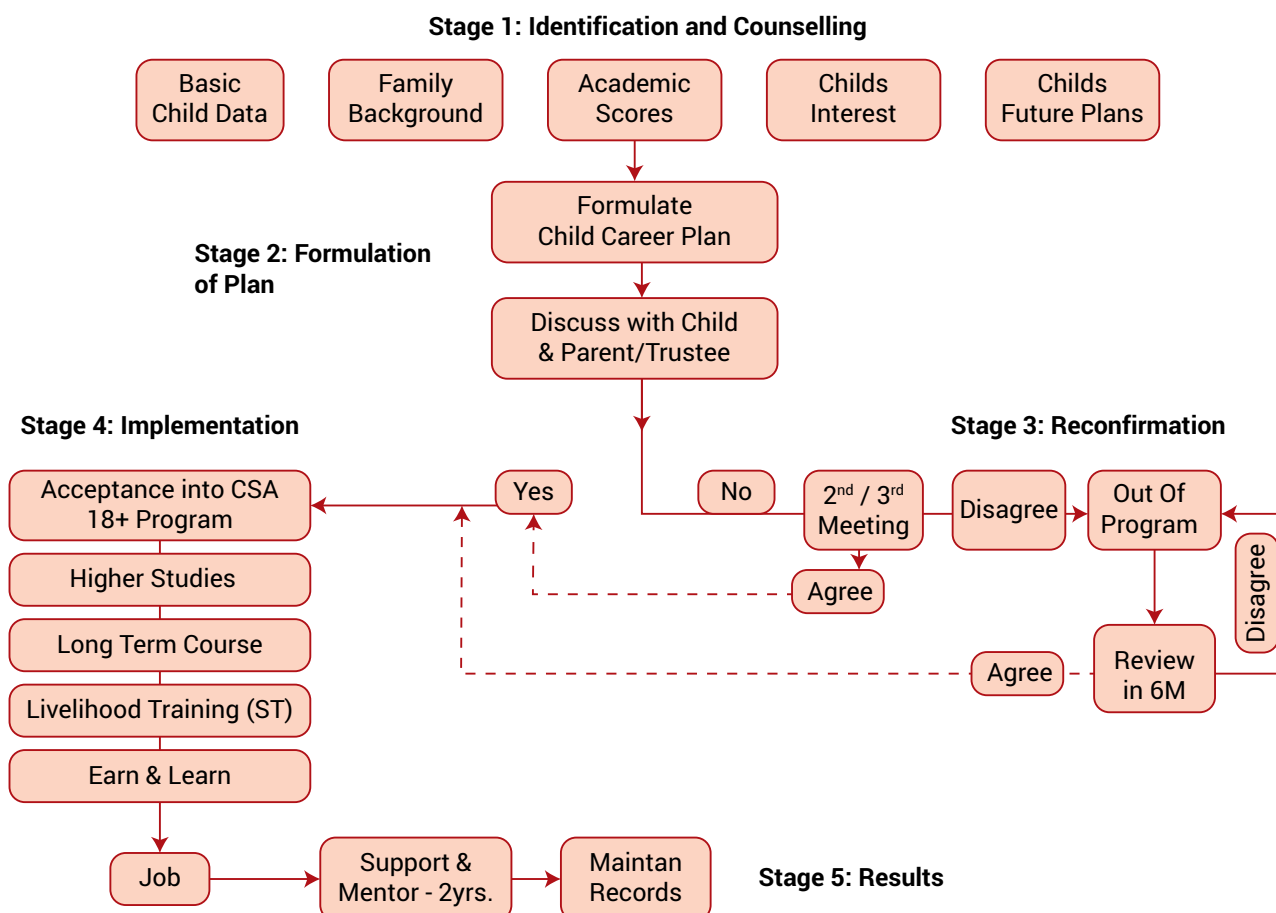 Stage 1: Identification and Counselling
Basic
Child Data
Family
Background
Academic
Scores
Childs
Interest
Childs
Future Plans
Formulate
Child Career Plan
Stage 2: Formulation
of Plan
Discuss with Child
& Parent/Trustee
Stage 4: Implementation
Stage 3: Reconfirmation
Acceptance into CSA
18+ Program
Yes
No
2nd / 3rd
Meeting
Disagree
Out Of
Program
Agree
Disagree
Higher Studies
Long Term Course
Agree
Review
in 6M
Livelihood Training (ST)
Earn & Learn
Job
Support &
Mentor - 2yrs.
Maintan
Records
Stage 5: Results